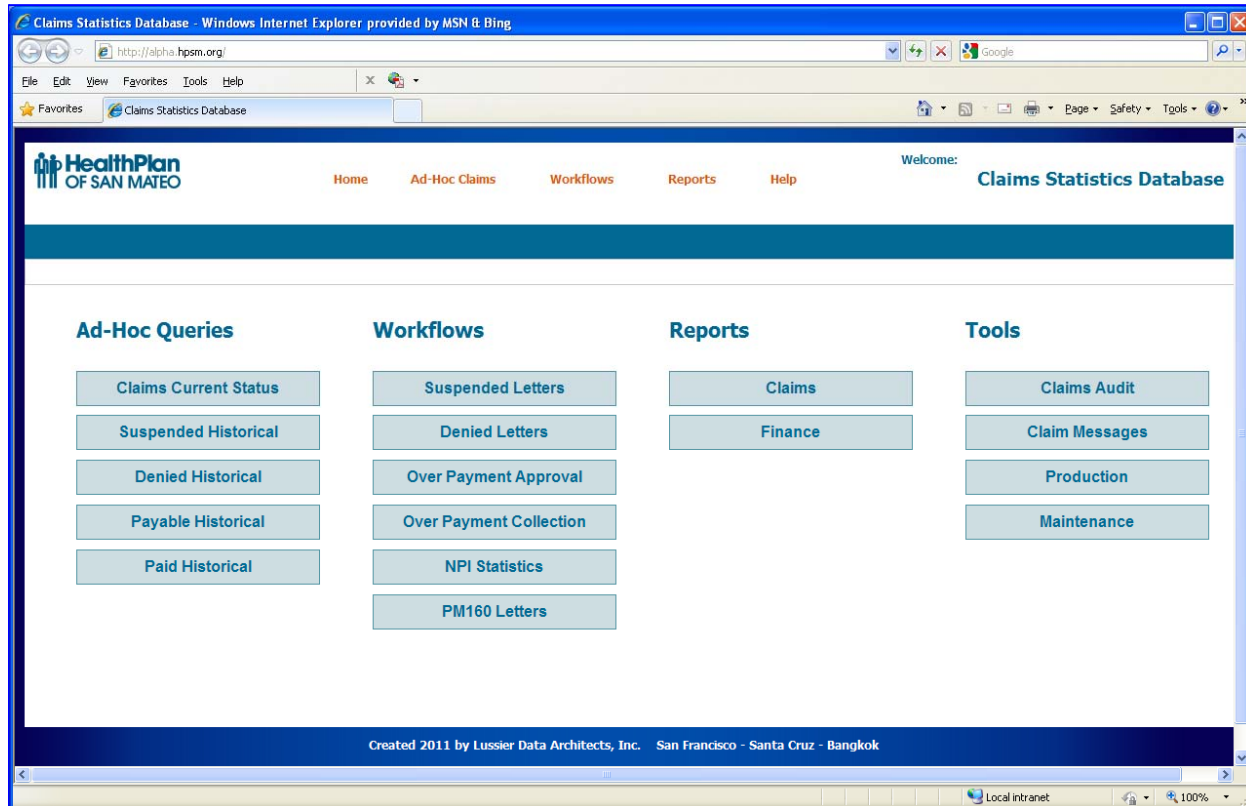 Claims Statistics Database - Windows Internet Explorer provided by MSN & Bing
http://alpha.hpsm.org/
Google
File Edit View Favorites Tools Help
x
Favorites
Claims Statistics Database
Page Safety Tools
HealthPlan
OF SAN MATEO
Home Ad-Hoc Claims Workflows Reports Help
Welcome:
Claims Statistics Database
Ad-Hoc Queries
Claims Current Status
Suspended Historical
Denied Historical
Payable Historical
Paid Historical
Workflows
Suspended Letters
Denied Letters
Over Payment Approval
Over Payment Collection
NPI Statistics
PM160 Letters
Reports
Claims
Finance
Tools
Claims Audit
Claim Messages
Production
Maintenance
Created 2011 by Lussier Data Architects, Inc. San Francisco - Santa Cruz - Bangkok
Local intranet
100%